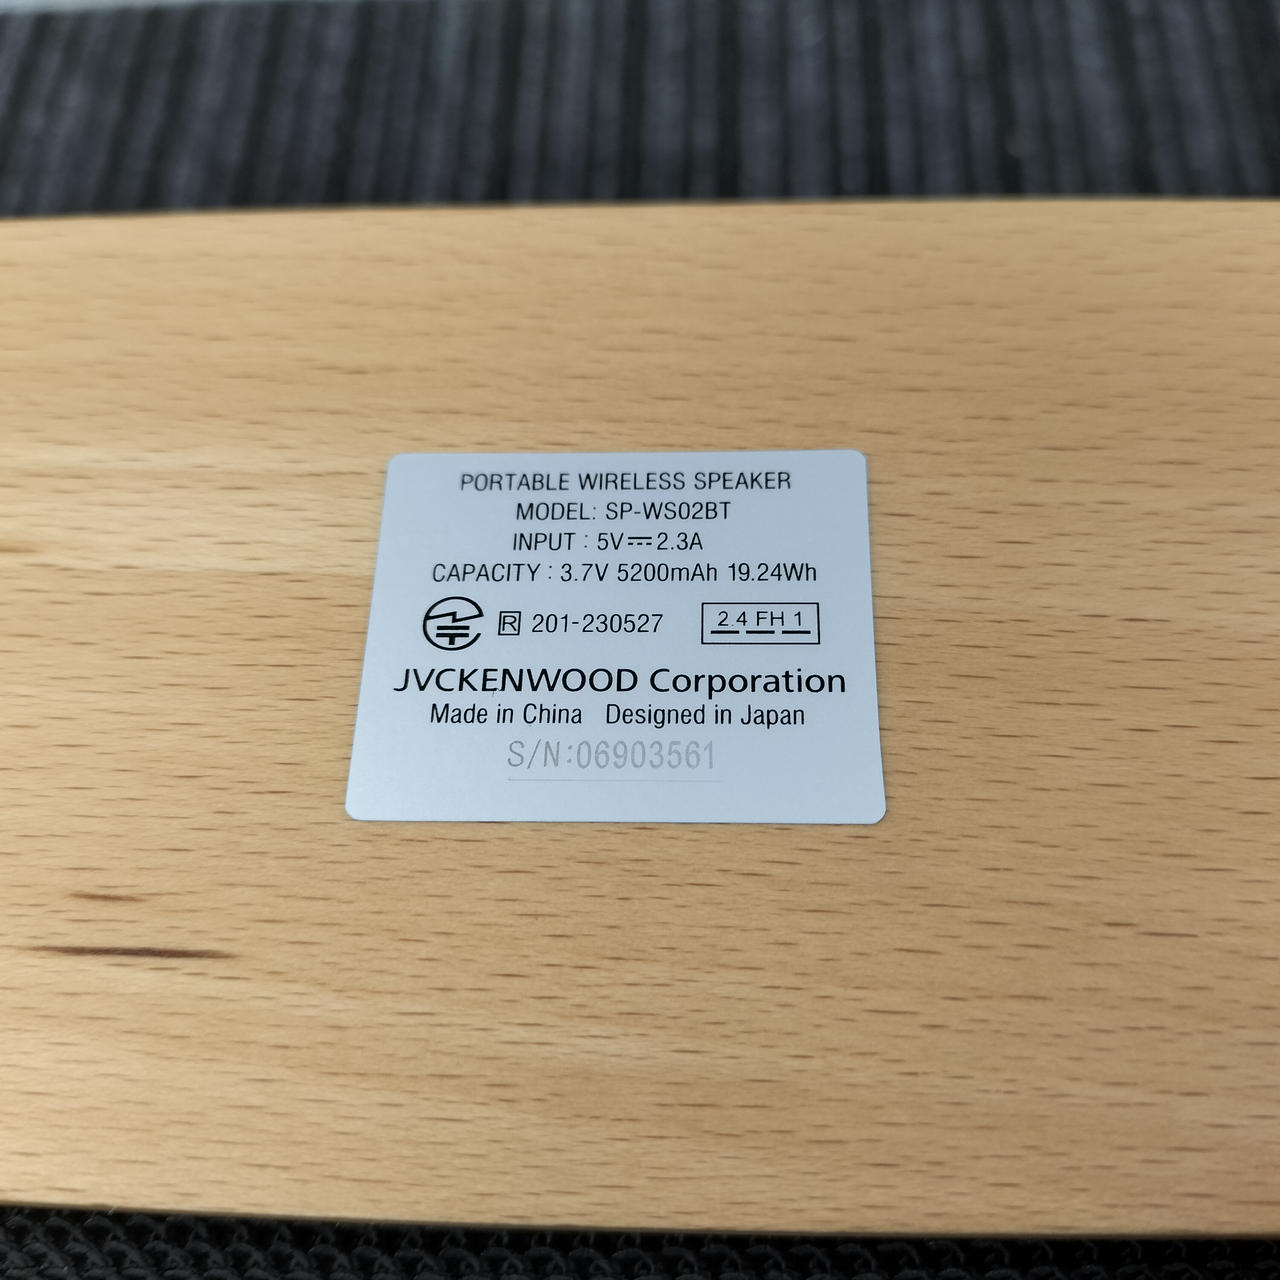 PORTABLE WIRELESS SPEAKER
MODEL: SP-WS02BT
INPUT : 5V⎓2.3A
CAPACITY : 3.7V 5200mAh 19.24Wh
R 201-230527 2.4 FH 1
JVCKENWOOD Corporation
Made in China Designed in Japan
S/N:06903561